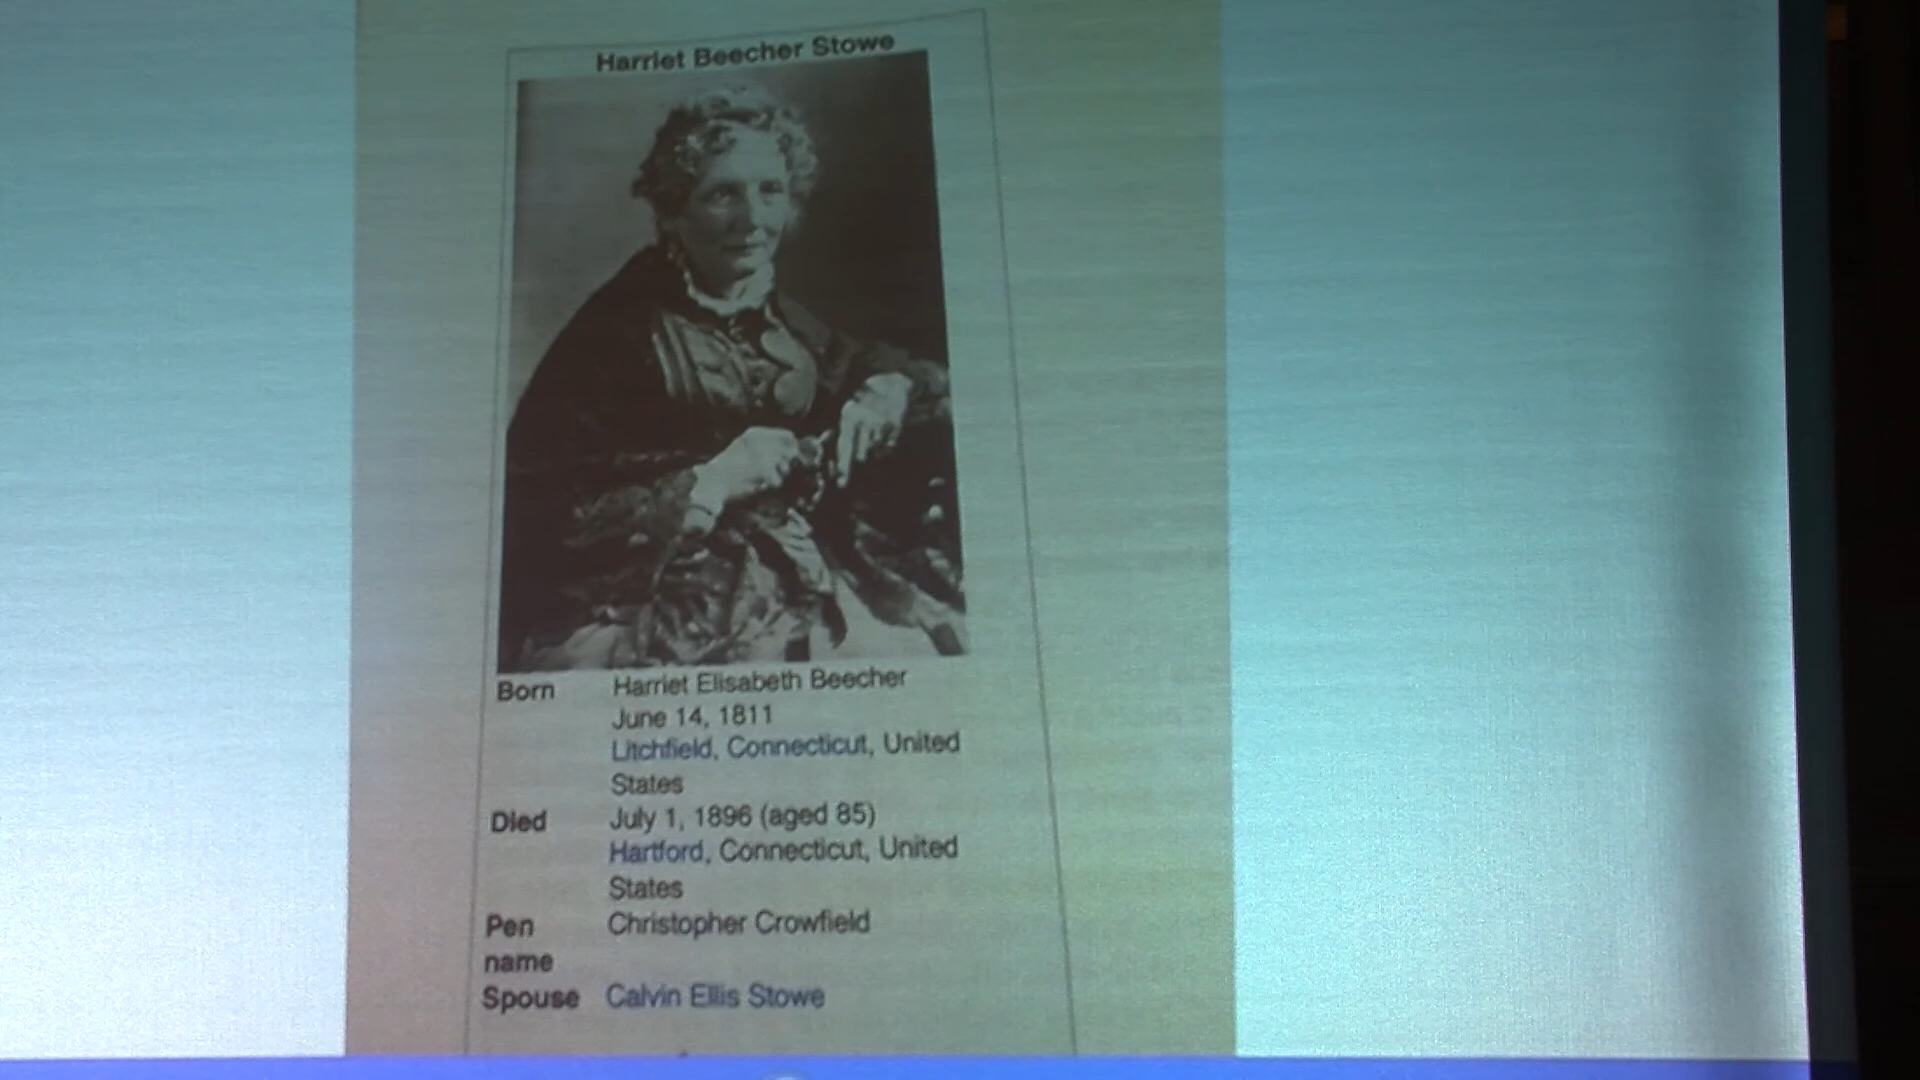 Harriet Beecher Stowe
Born Harriet Elisabeth Beecher
June 14, 1811
Litchfield, Connecticut, United
States
Died July 1, 1896 (aged 85)
Hartford, Connecticut, United
States
Pen Christopher Crowfield
name
Spouse Calvin Ellis Stowe